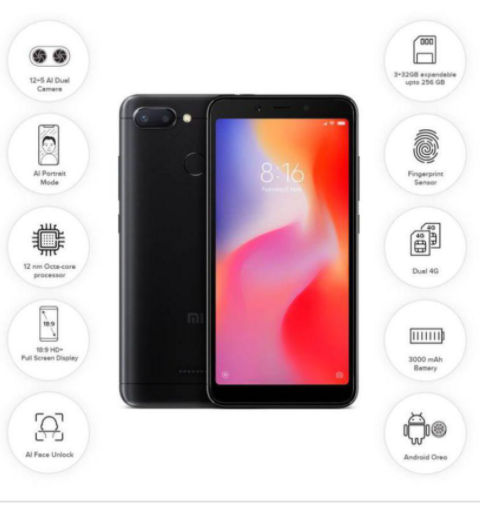 12+5 AI Dual
Camera
AI Portrait
Mode
12 nm Octa-core
processor
18:9
18:9 HD+
Full Screen Display
AI Face Unlock
8:16
mi
3+32GB expandable
upto 256 GB
Fingerprint
Sensor
4G
4G
Dual 4G
3000 mAh
Battery
Android Oreo